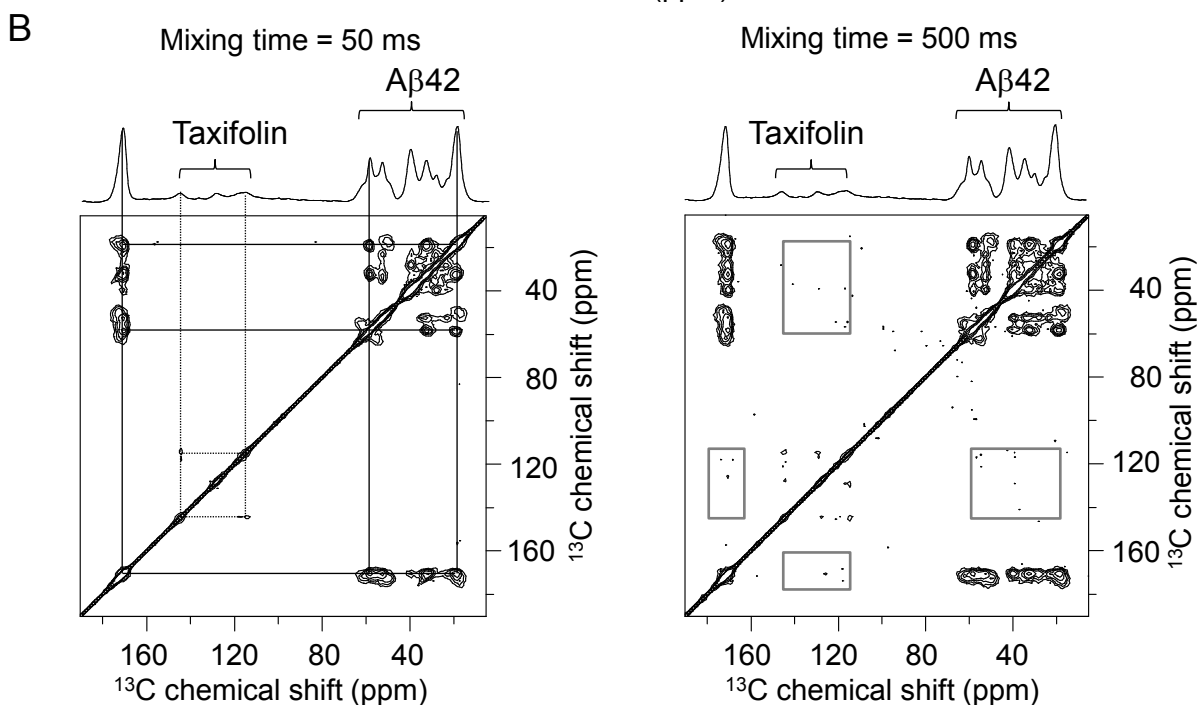 (ppm)
B
Mixing time = 50 ms
Aβ42
Taxifolin
40
80
120
160
¹³C chemical shift (ppm)
160 120 80 40
¹³C chemical shift (ppm)
Mixing time = 500 ms
Aβ42
Taxifolin
40
80
120
160
¹³C chemical shift (ppm)
160 120 80 40
¹³C chemical shift (ppm)